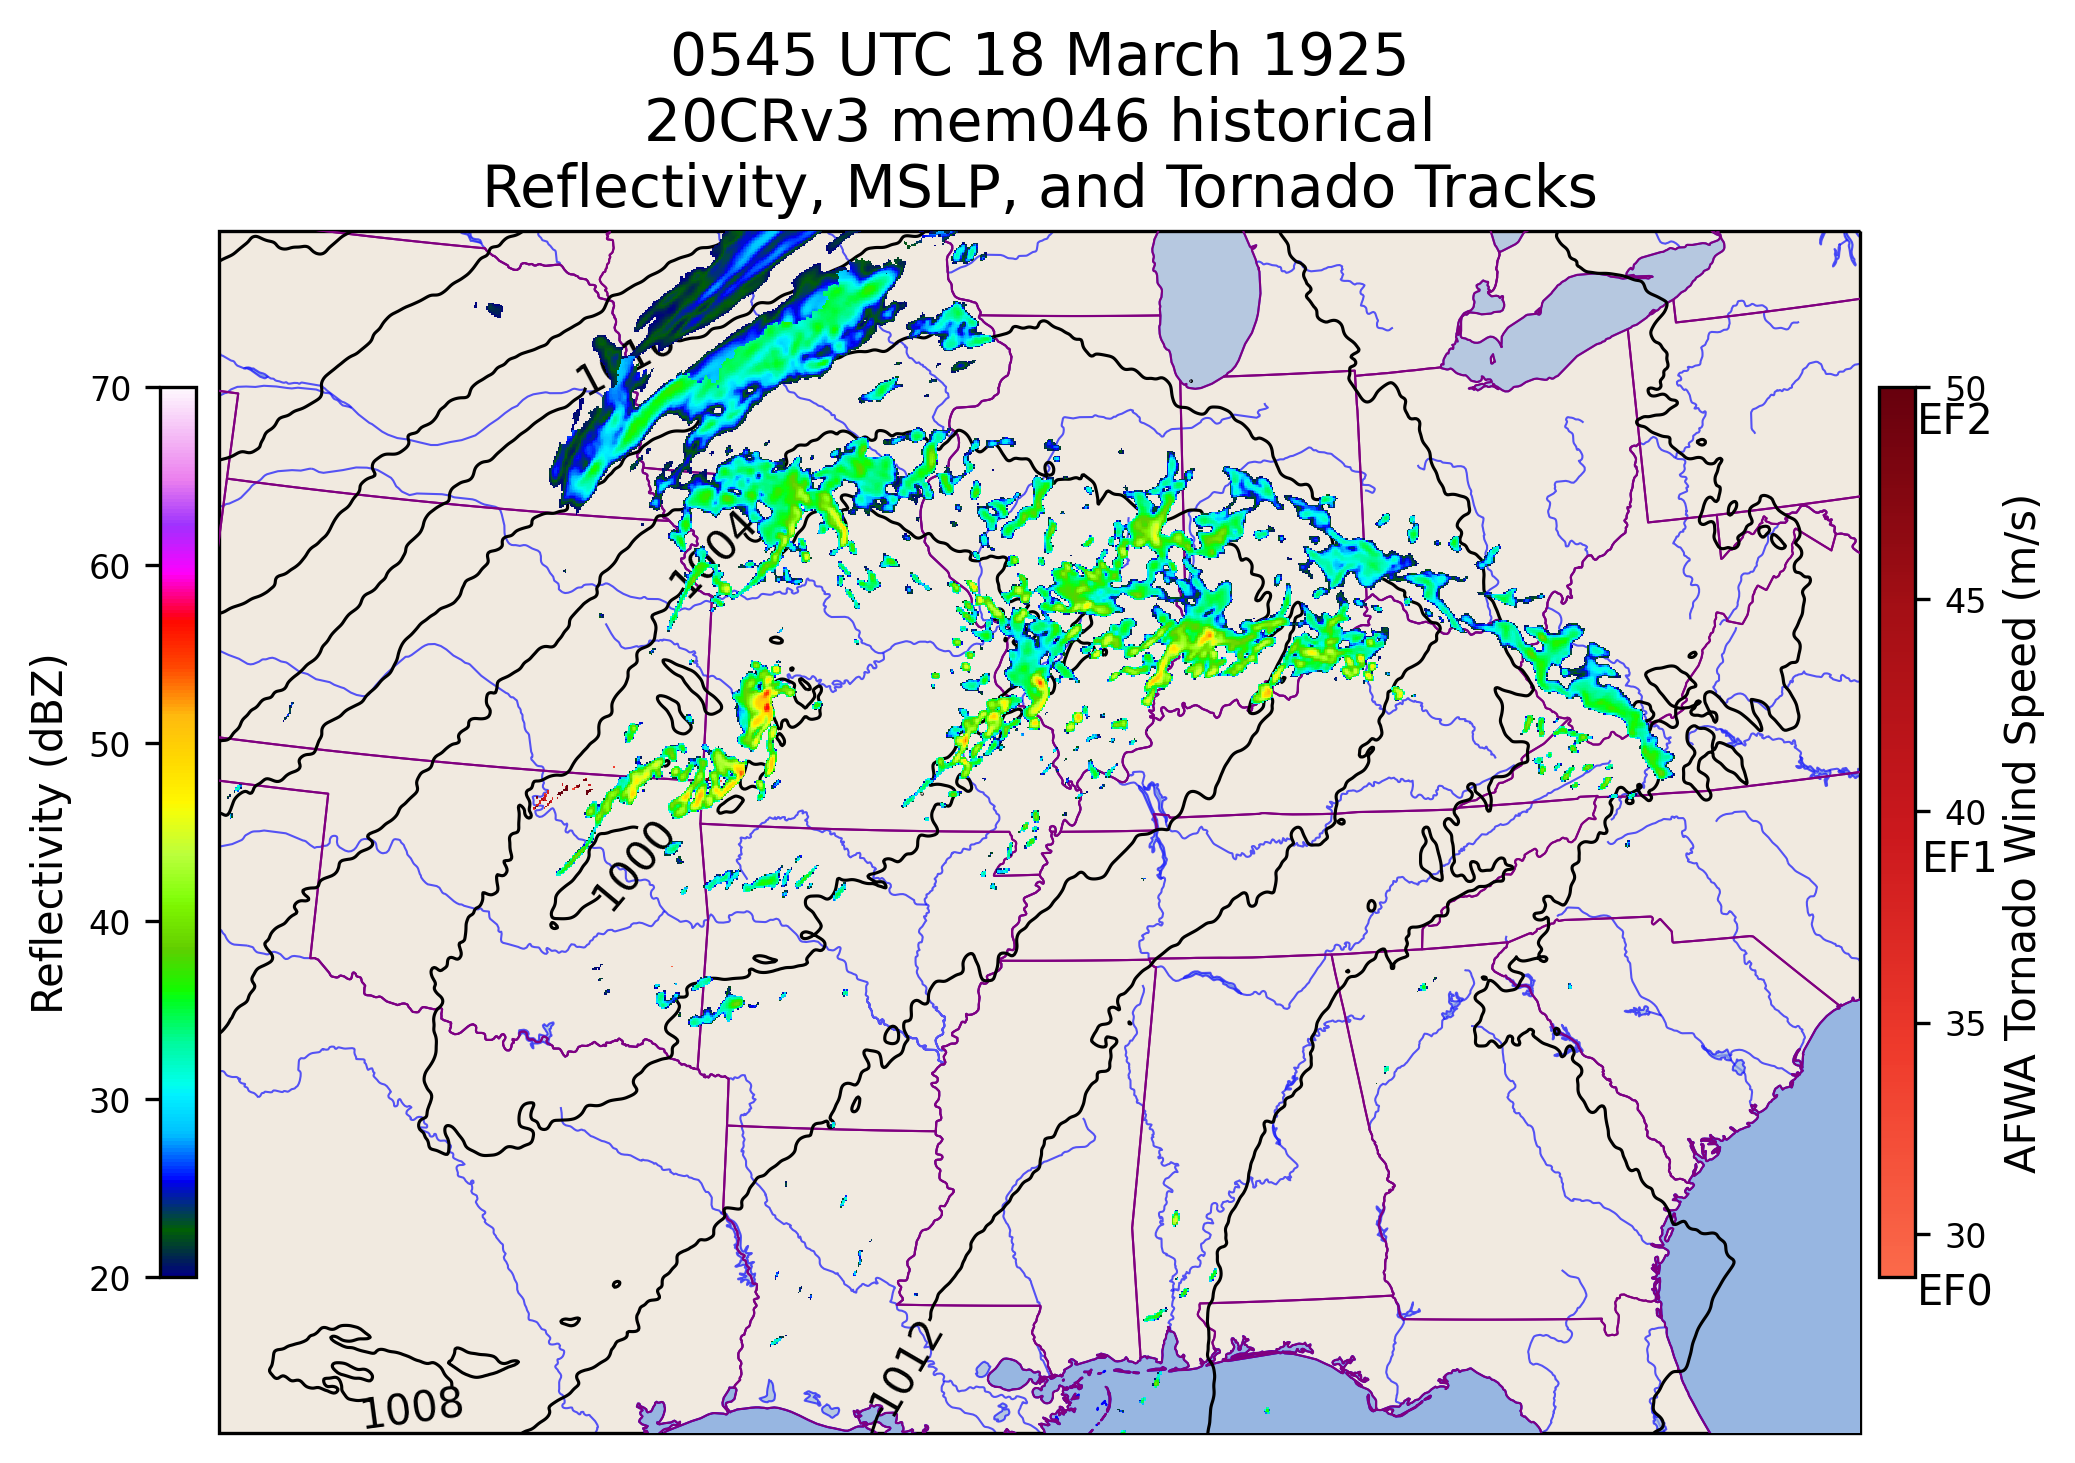 0545 UTC 18 March 1925
20CRv3 mem046 historical
Reflectivity, MSLP, and Tornado Tracks
Reflectivity (dBZ)
70
60
50
40
30
20
1004
1000
1008
1012
50
EF2
45
40
EF1
35
30
EF0
AFWA Tornado Wind Speed (m/s)